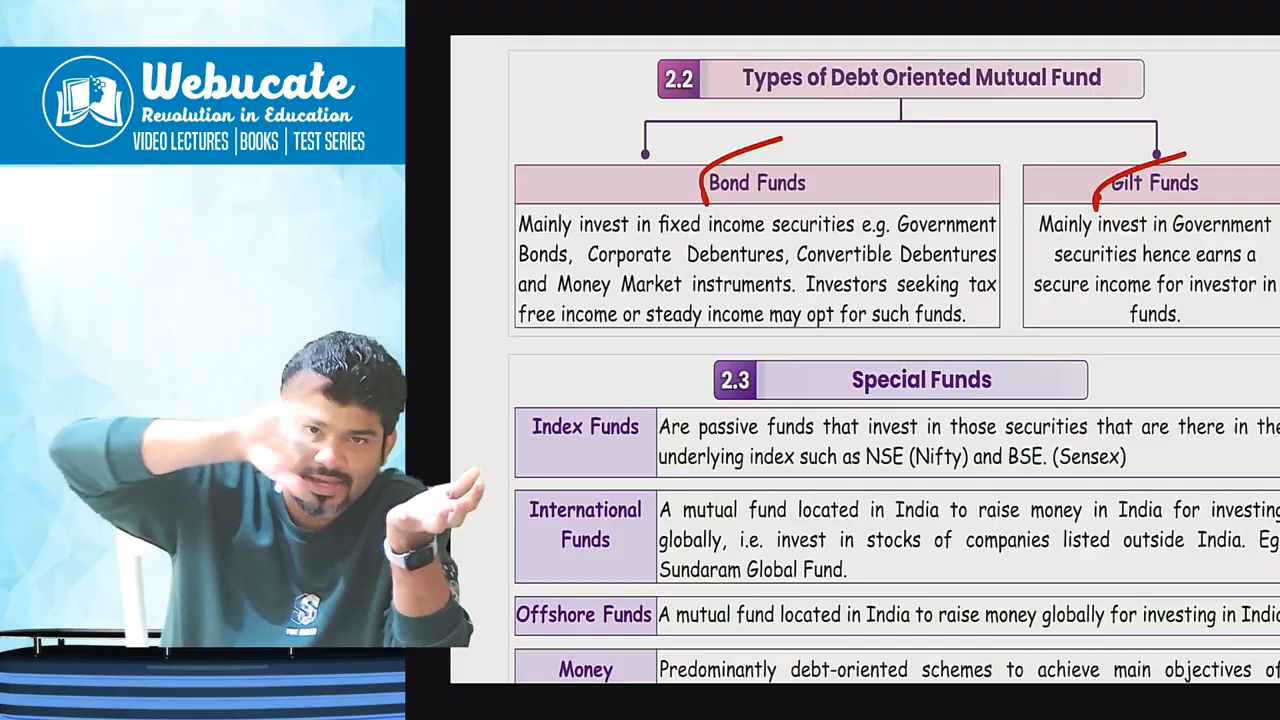 Webucate
Revolution in Education
VIDEO LECTURES | BOOKS | TEST SERIES
2.2 Types of Debt Oriented Mutual Fund
Bond Funds
Mainly invest in fixed income securities e.g. Government
Bonds, Corporate Debentures, Convertible Debentures
and Money Market instruments. Investors seeking tax
free income or steady income may opt for such funds.
Gilt Funds
Mainly invest in Government
securities hence earns a
secure income for investor in
funds.
2.3 Special Funds
Index Funds
Are passive funds that invest in those securities that are there in the
underlying index such as NSE (Nifty) and BSE. (Sensex)
International
Funds
A mutual fund located in India to raise money in India for investing
globally, i.e. invest in stocks of companies listed outside India. Eg
Sundaram Global Fund.
Offshore Funds
A mutual fund located in India to raise money globally for investing in India
Money
Predominantly debt-oriented schemes to achieve main objectives of